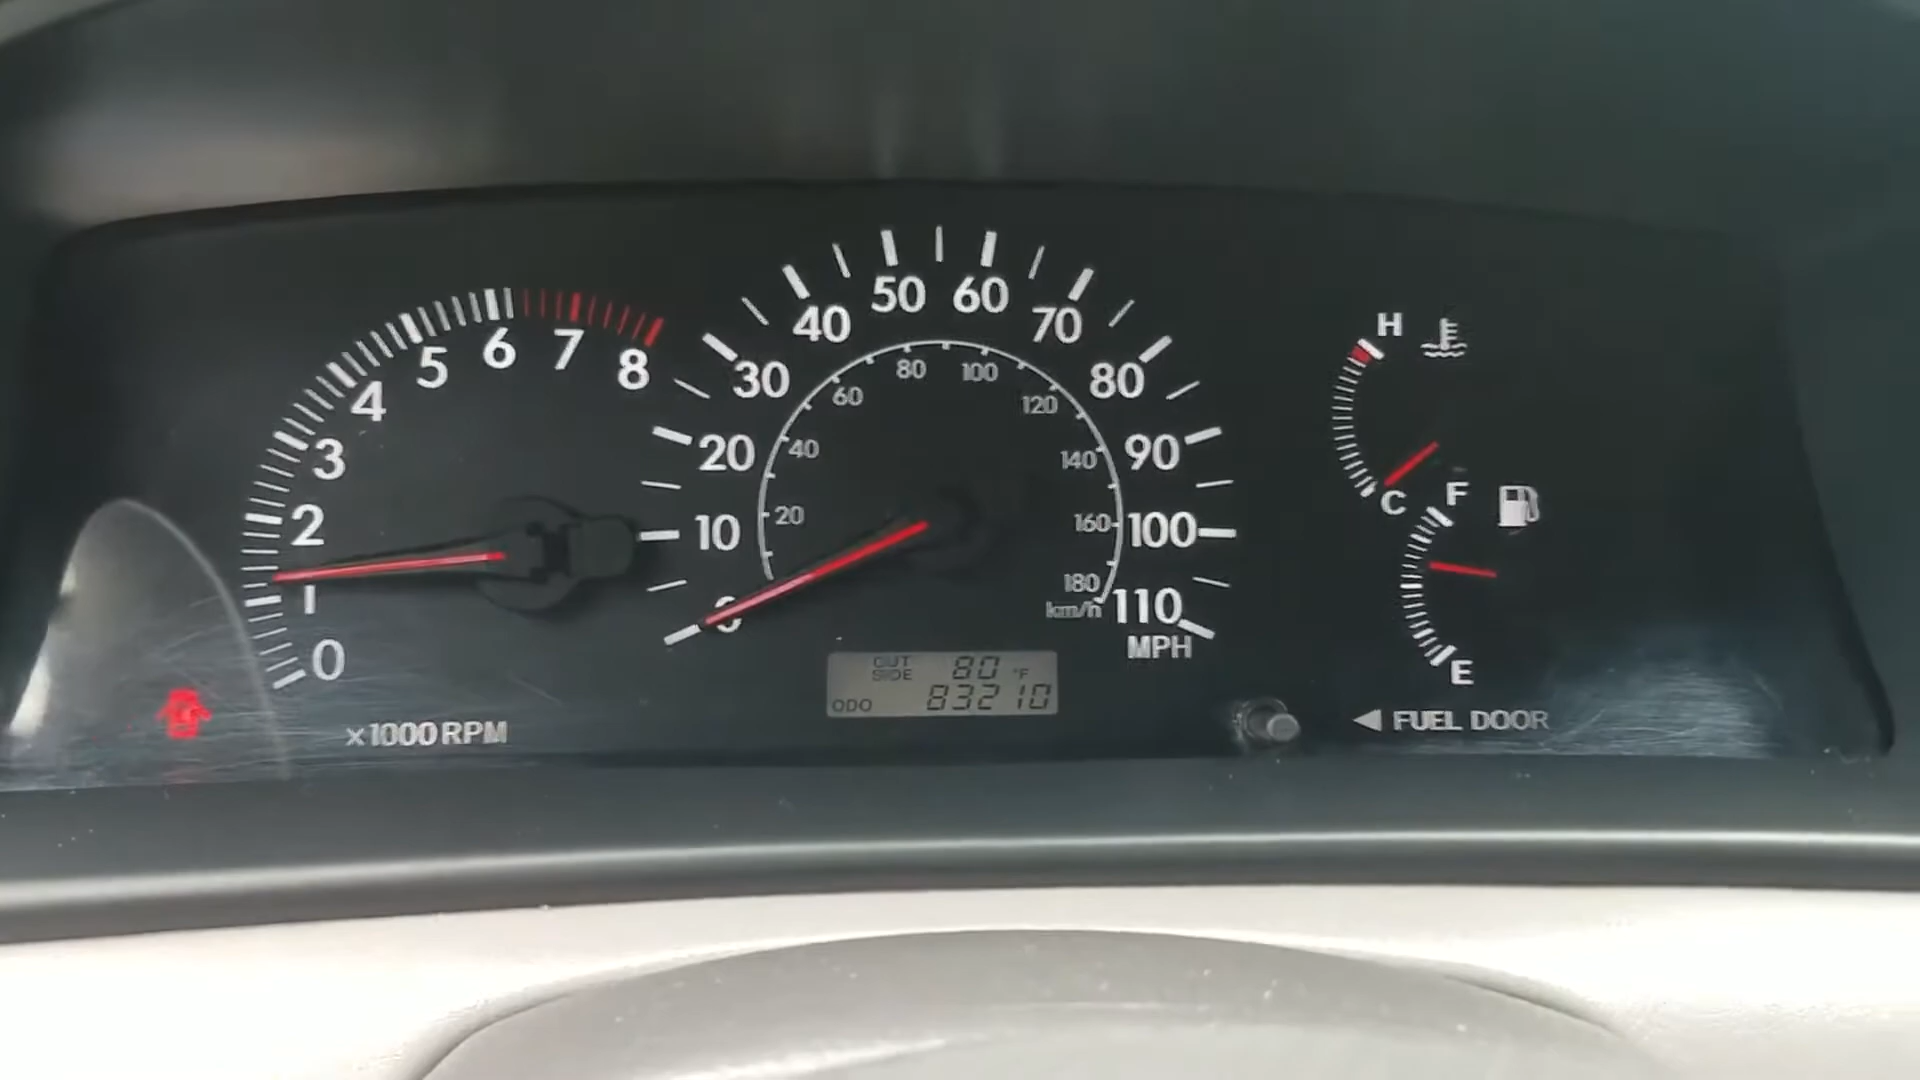 0 1 2 3 4 5 6 7 8
×1000 RPM
0 10 20 30 40 50 60 70 80 90 100 110
MPH
20 40 60 80 100 120 140 160 180
km/h
OUT SIDE 80 °F
ODO 83210
H
C
F
E
◀ FUEL DOOR